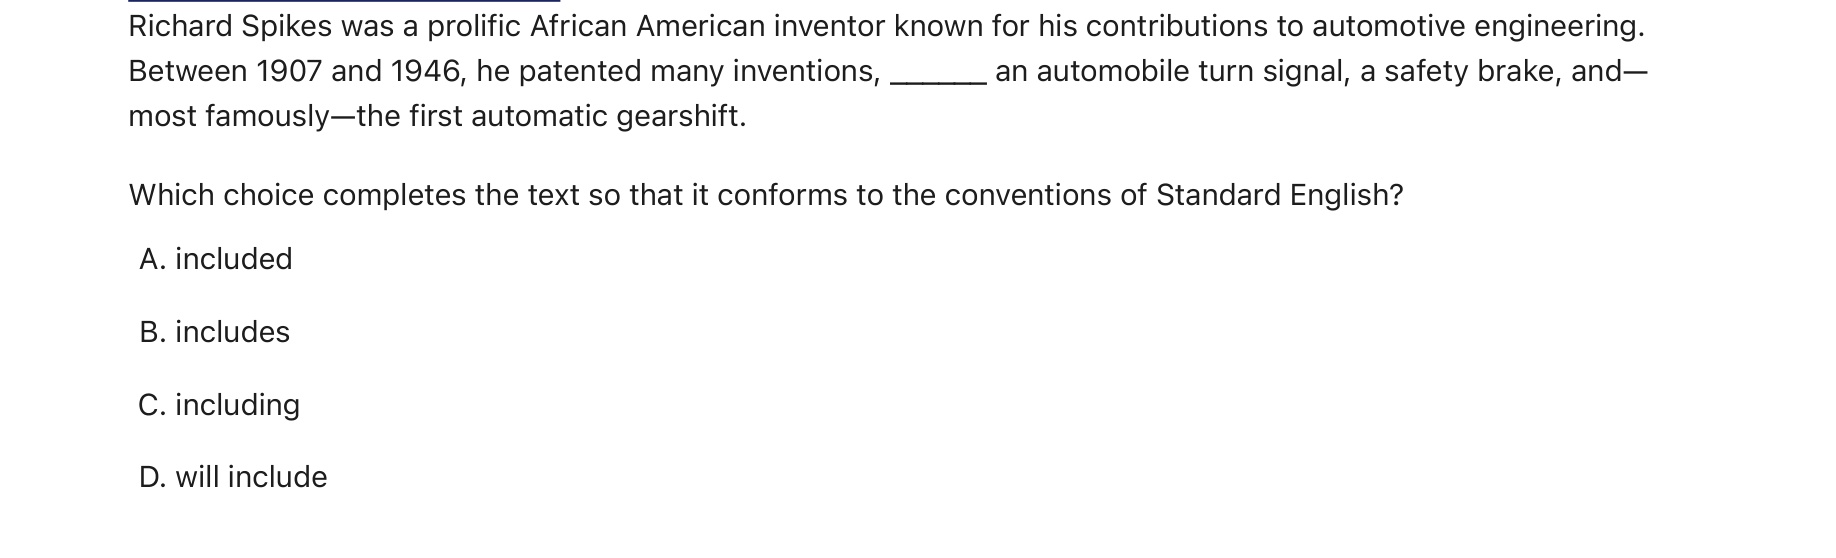 Richard Spikes was a prolific African American inventor known for his contributions to automotive engineering.
Between 1907 and 1946, he patented many inventions, ______ an automobile turn signal, a safety brake, and—
most famously—the first automatic gearshift.
Which choice completes the text so that it conforms to the conventions of Standard English?
A. included
B. includes
C. including
D. will include